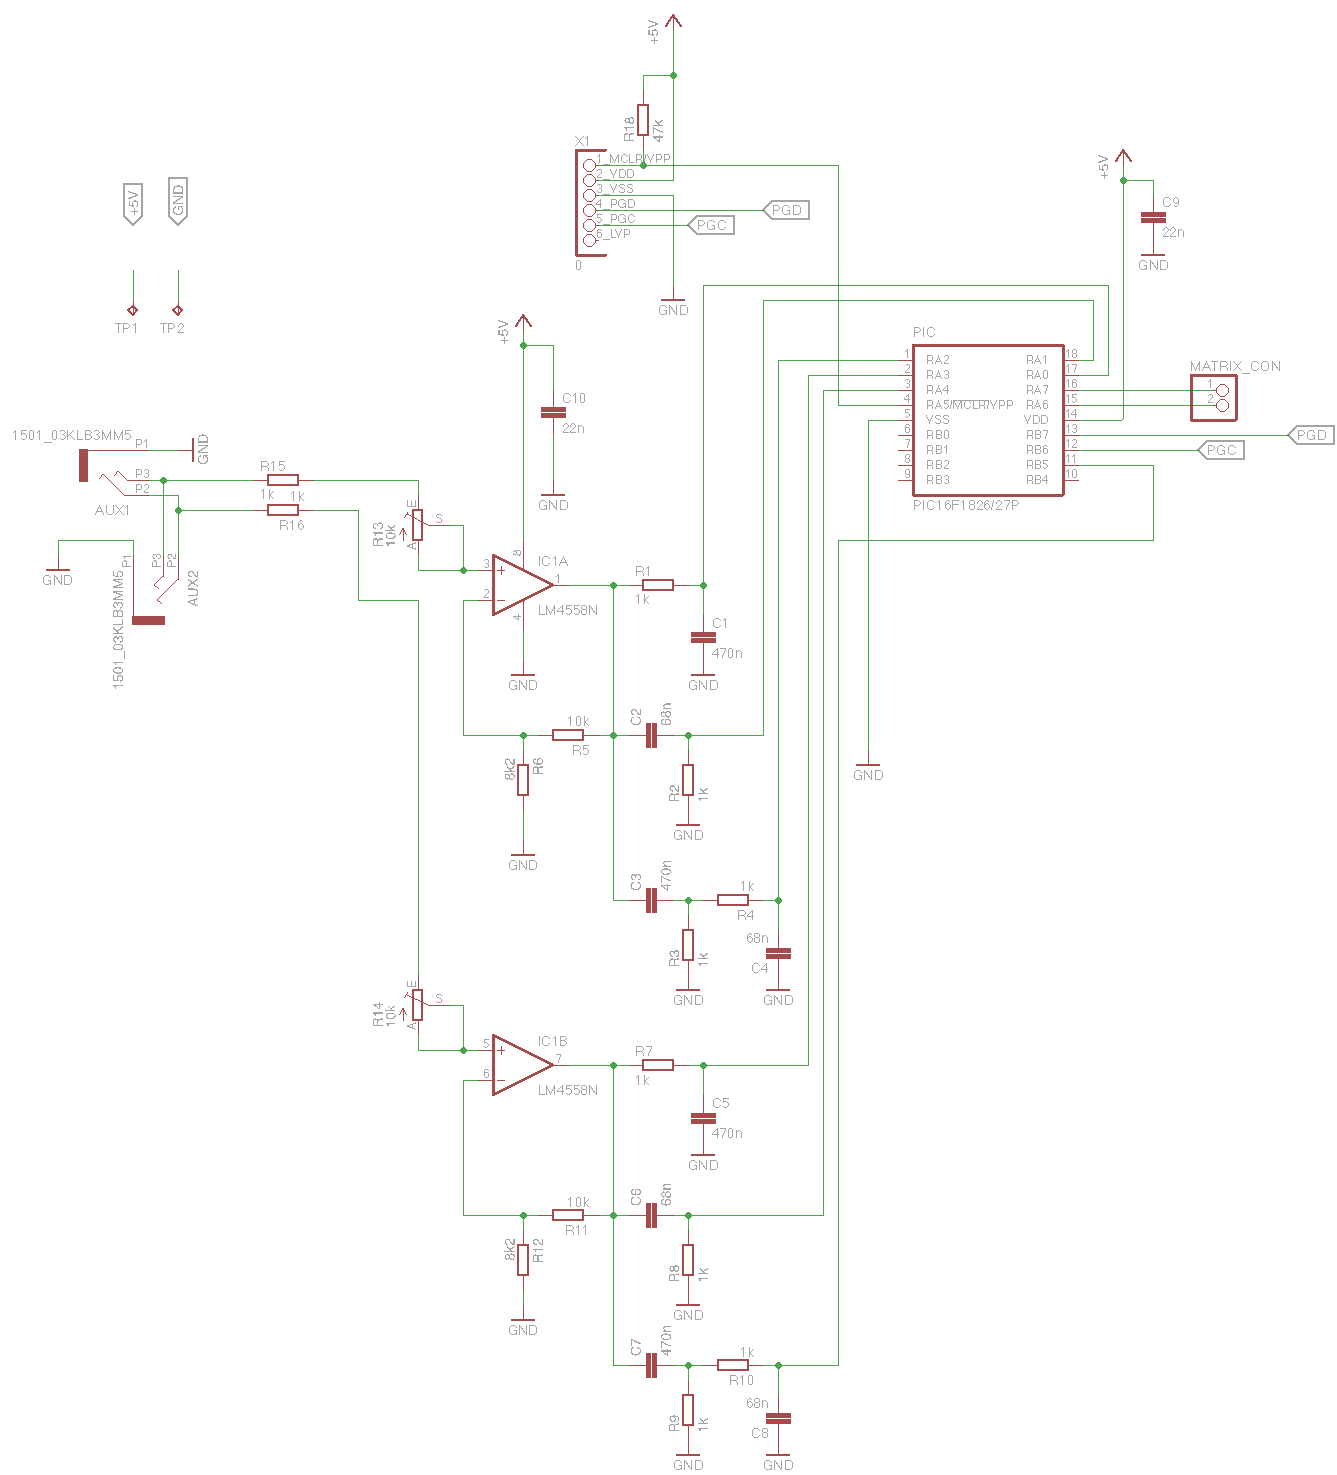 +5V
R18
47k
X1
1_MCLR/VPP
2_VDD
3_VSS
4_PGD
5_PGC
6_LVP
0
PGD
PGC
GND
+5V
GND
TP1
TP2
+5V
C9
22n
GND
+5V
C10
22n
GND
PIC
1 RA2
2 RA3
3 RA4
4 RA5/MCLR/VPP
5 VSS
6 RB0
7 RB1
8 RB2
9 RB3
RA1 18
RA0 17
RA7 16
RA6 15
VDD 14
RB7 13
RB6 12
RB5 11
RB4 10
PIC16F1826/27P
MATRIX_CON
1
2
PGD
PGC
GND
1501_03KLB3MM5
P1
GND
P3
P2
AUX1
GND
P1
P3
P2
AUX2
1501_03KLB3MM5
R15
1k
1k
R16
R13
10k
E
S
A
3
2
8
4
1
IC1A
LM4558N
GND
R1
1k
C1
470n
GND
10k
R5
8k2
R6
GND
C2
68n
R2
1k
GND
C3
470n
1k
R4
R3
1k
GND
68n
C4
GND
R14
10k
E
S
A
5
6
7
IC1B
LM4558N
R7
1k
C5
470n
GND
10k
R11
8k2
R12
GND
C6
68n
R8
1k
GND
C7
470n
1k
R10
R9
1k
GND
68n
C8
GND